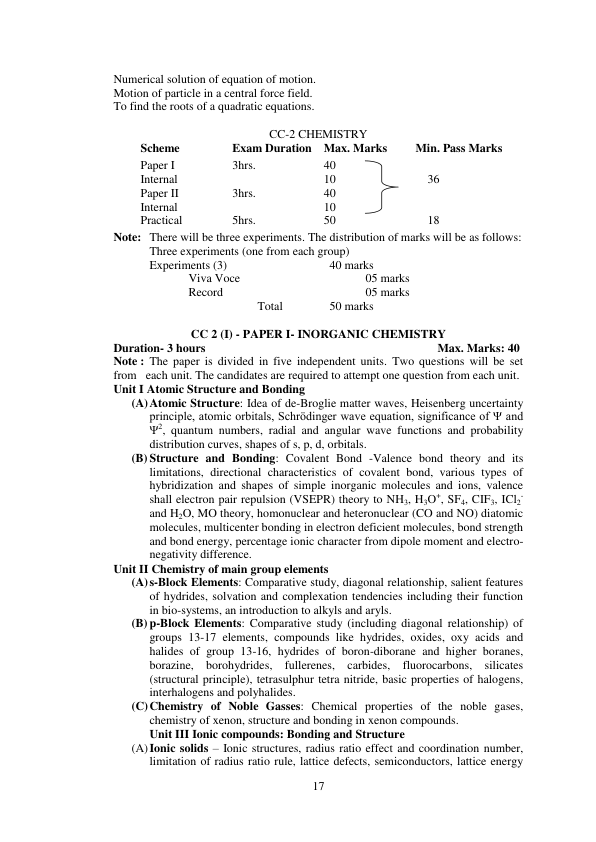 Numerical solution of equation of motion.
Motion of particle in a central force field.
To find the roots of a quadratic equations.
CC-2 CHEMISTRY
Scheme Exam Duration Max. Marks Min. Pass Marks
Paper I 3hrs. 40
Internal 10 36
Paper II 3hrs. 40
Internal 10
Practical 5hrs. 50 18
Note: There will be three experiments. The distribution of marks will be as follows:
Three experiments (one from each group)
Experiments (3) 40 marks
Viva Voce 05 marks
Record 05 marks
Total 50 marks
CC 2 (I) - PAPER I- INORGANIC CHEMISTRY
Duration- 3 hours Max. Marks: 40
Note : The paper is divided in five independent units. Two questions will be set
from each unit. The candidates are required to attempt one question from each unit.
Unit I Atomic Structure and Bonding
(A) Atomic Structure: Idea of de-Broglie matter waves, Heisenberg uncertainty
principle, atomic orbitals, Schrödinger wave equation, significance of Ψ and
Ψ², quantum numbers, radial and angular wave functions and probability
distribution curves, shapes of s, p, d, orbitals.
(B) Structure and Bonding: Covalent Bond -Valence bond theory and its
limitations, directional characteristics of covalent bond, various types of
hybridization and shapes of simple inorganic molecules and ions, valence
shall electron pair repulsion (VSEPR) theory to NH₃, H₃O⁺, SF₄, CIF₃, ICl₂⁻
and H₂O, MO theory, homonuclear and heteronuclear (CO and NO) diatomic
molecules, multicenter bonding in electron deficient molecules, bond strength
and bond energy, percentage ionic character from dipole moment and electro-
negativity difference.
Unit II Chemistry of main group elements
(A) s-Block Elements: Comparative study, diagonal relationship, salient features
of hydrides, solvation and complexation tendencies including their function
in bio-systems, an introduction to alkyls and aryls.
(B) p-Block Elements: Comparative study (including diagonal relationship) of
groups 13-17 elements, compounds like hydrides, oxides, oxy acids and
halides of group 13-16, hydrides of boron-diborane and higher boranes,
borazine, borohydrides, fullerenes, carbides, fluorocarbons, silicates
(structural principle), tetrasulphur tetra nitride, basic properties of halogens,
interhalogens and polyhalides.
(C) Chemistry of Noble Gasses: Chemical properties of the noble gases,
chemistry of xenon, structure and bonding in xenon compounds.
Unit III Ionic compounds: Bonding and Structure
(A) Ionic solids – Ionic structures, radius ratio effect and coordination number,
limitation of radius ratio rule, lattice defects, semiconductors, lattice energy
17